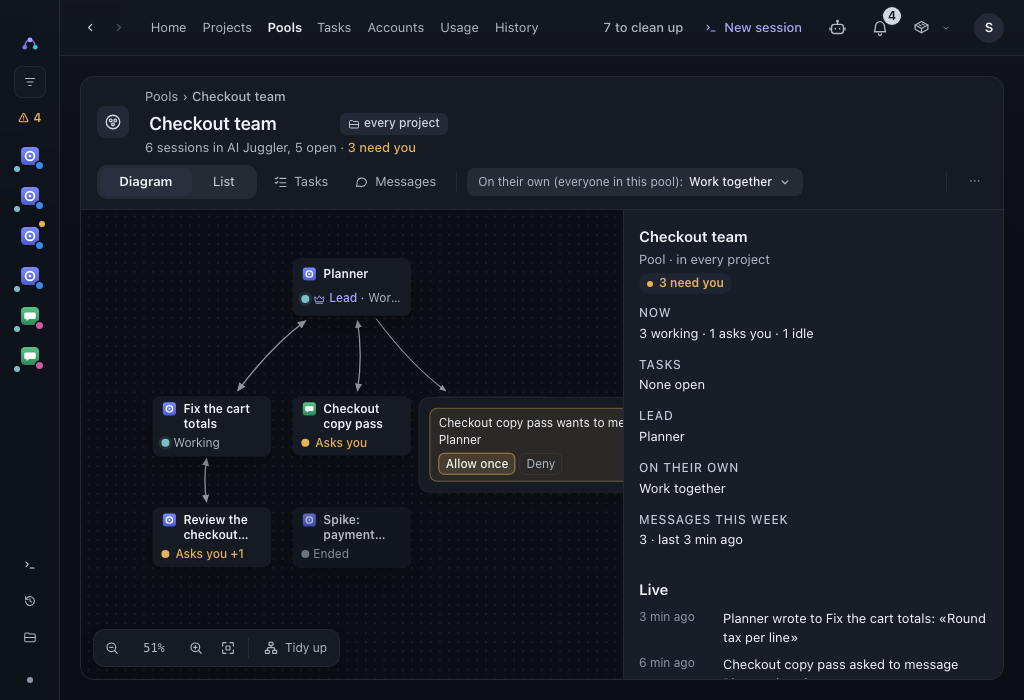 Home Projects Pools Tasks Accounts Usage History
7 to clean up
New session
4
S
4
Pools › Checkout team
Checkout team
every project
6 sessions in AI Juggler, 5 open · 3 need you
Diagram List Tasks Messages
On their own (everyone in this pool): Work together
Planner
Lead · Wor...
Fix the cart
totals
Working
Checkout
copy pass
Asks you
Checkout copy pass wants to me
Planner
Allow once Deny
Review the
checkout...
Asks you +1
Spike:
payment...
Ended
51%
Tidy up
Checkout team
Pool · in every project
3 need you
NOW
3 working · 1 asks you · 1 idle
TASKS
None open
LEAD
Planner
ON THEIR OWN
Work together
MESSAGES THIS WEEK
3 · last 3 min ago
Live
3 min ago
Planner wrote to Fix the cart totals: «Round
tax per line»
6 min ago
Checkout copy pass asked to message